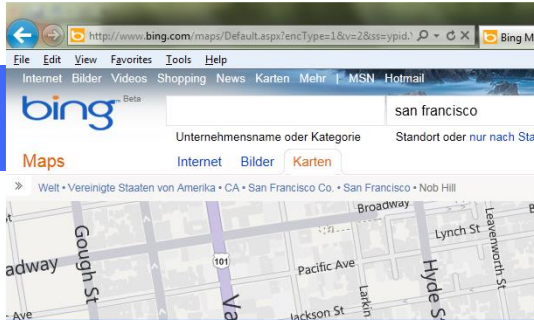 http://www.bing.com/maps/Default.aspx?encType=1&v=2&ss=ypid.
Bing M
File Edit View Favorites Tools Help
Internet Bilder Videos Shopping News Karten Mehr | MSN Hotmail
bing Beta
san francisco
Unternehmensname oder Kategorie
Standort oder nur nach Sta
Maps
Internet Bilder Karten
» Welt • Vereinigte Staaten von Amerika • CA • San Francisco Co. • San Francisco • Nob Hill
Broadway
Lynch St
Leavenworth St
Gough St
adway
101
Pacific Ave
Hyde S
Larkin
Va
Jackson St
Ave